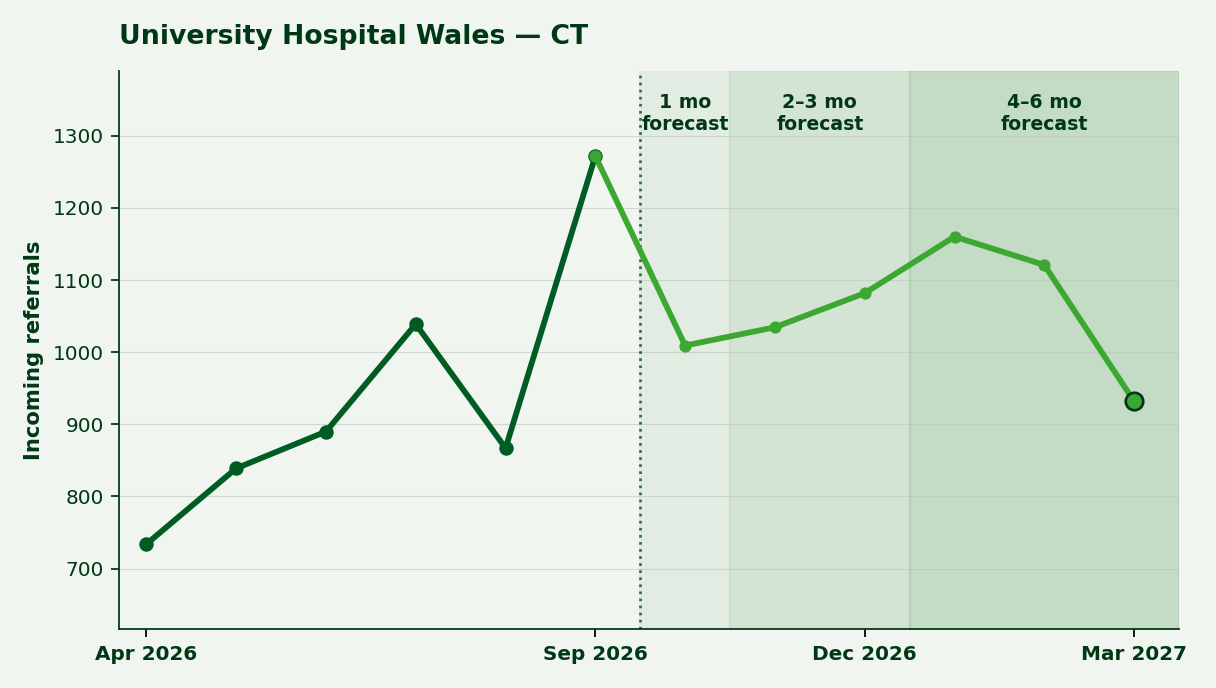 University Hospital Wales — CT
1 mo
forecast
2–3 mo
forecast
4–6 mo
forecast
Incoming referrals
1300
1200
1100
1000
900
800
700
Apr 2026
Sep 2026
Dec 2026
Mar 2027